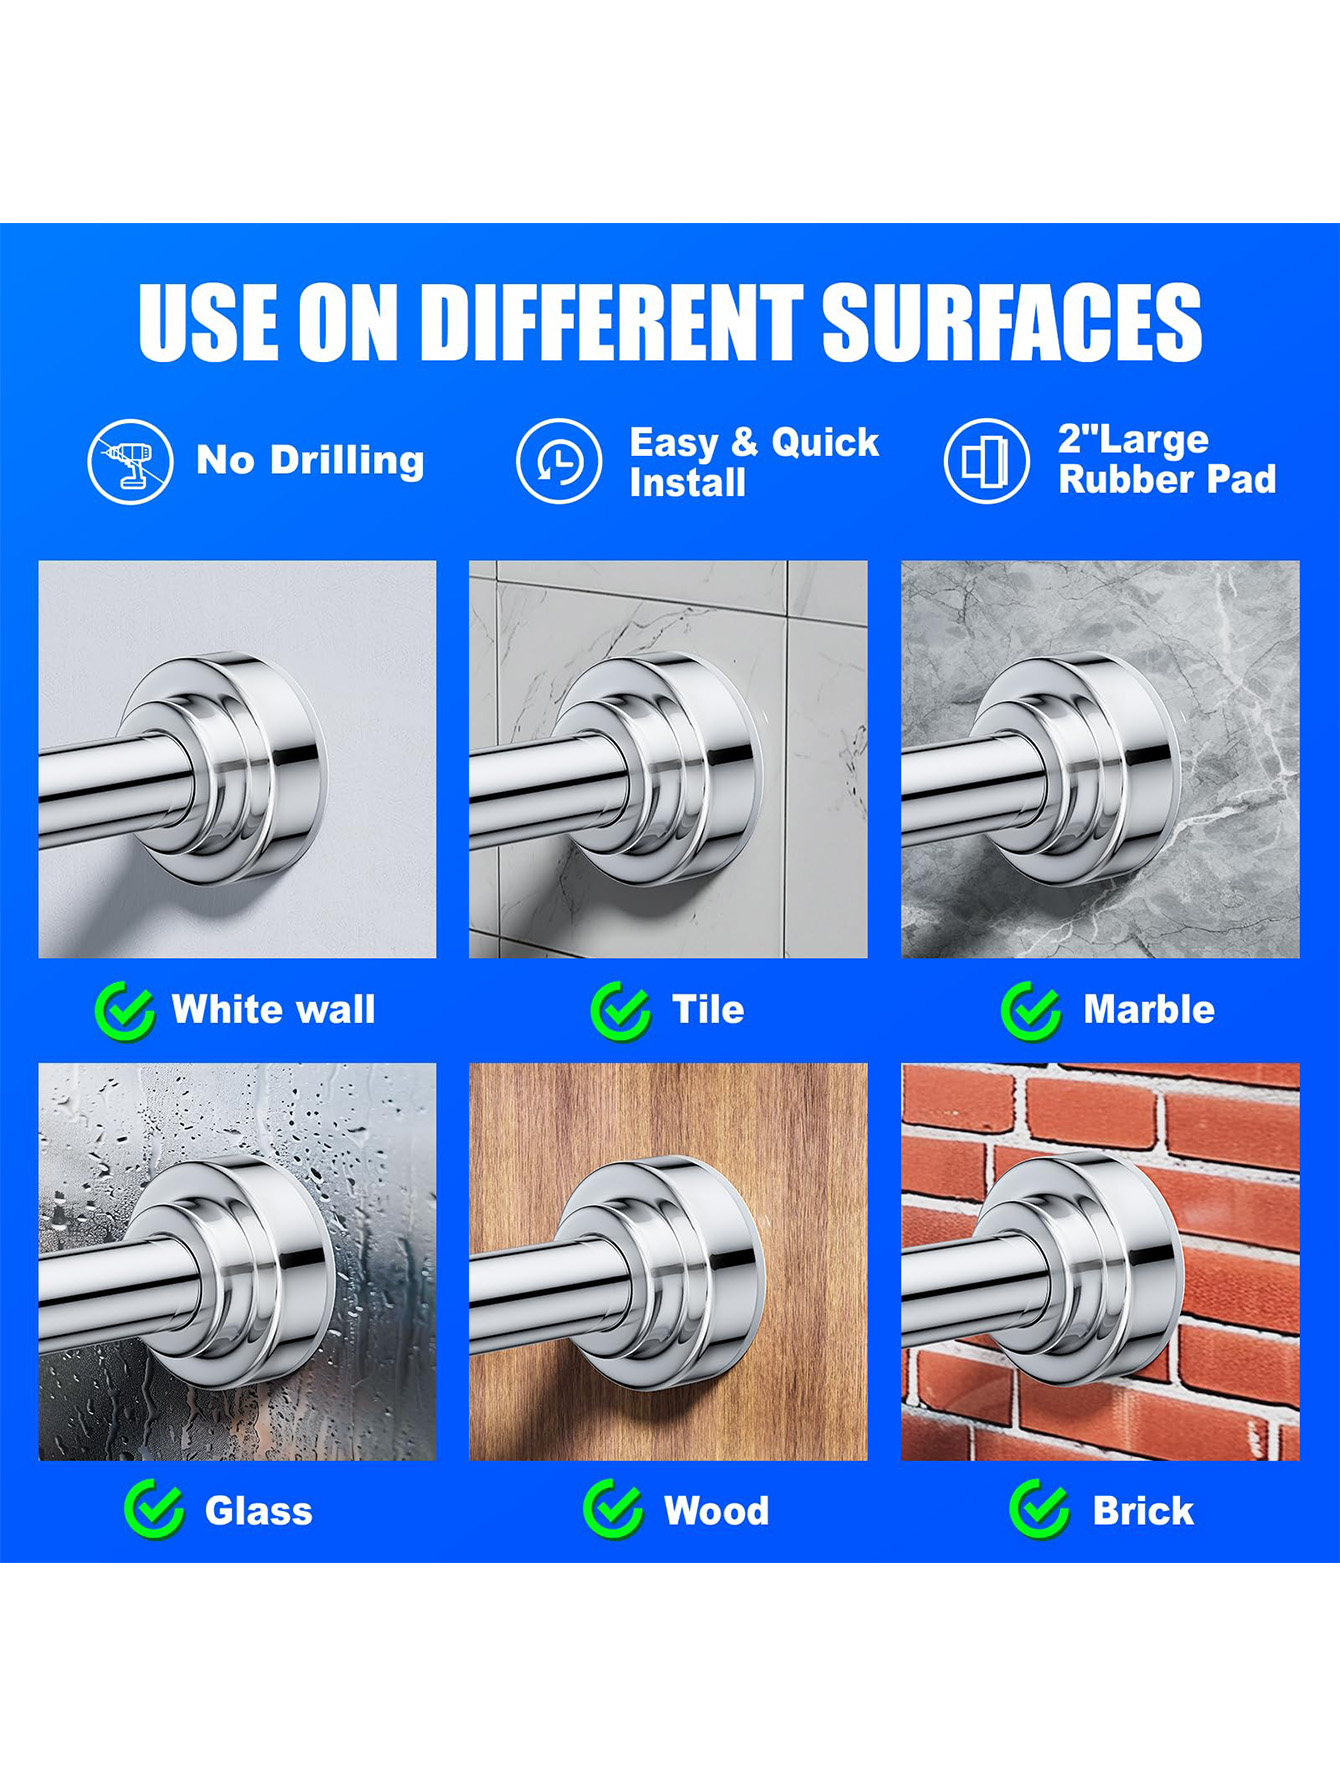 USE ON DIFFERENT SURFACES
No Drilling
Easy & Quick
Install
2"Large
Rubber Pad
White wall
Tile
Marble
Glass
Wood
Brick